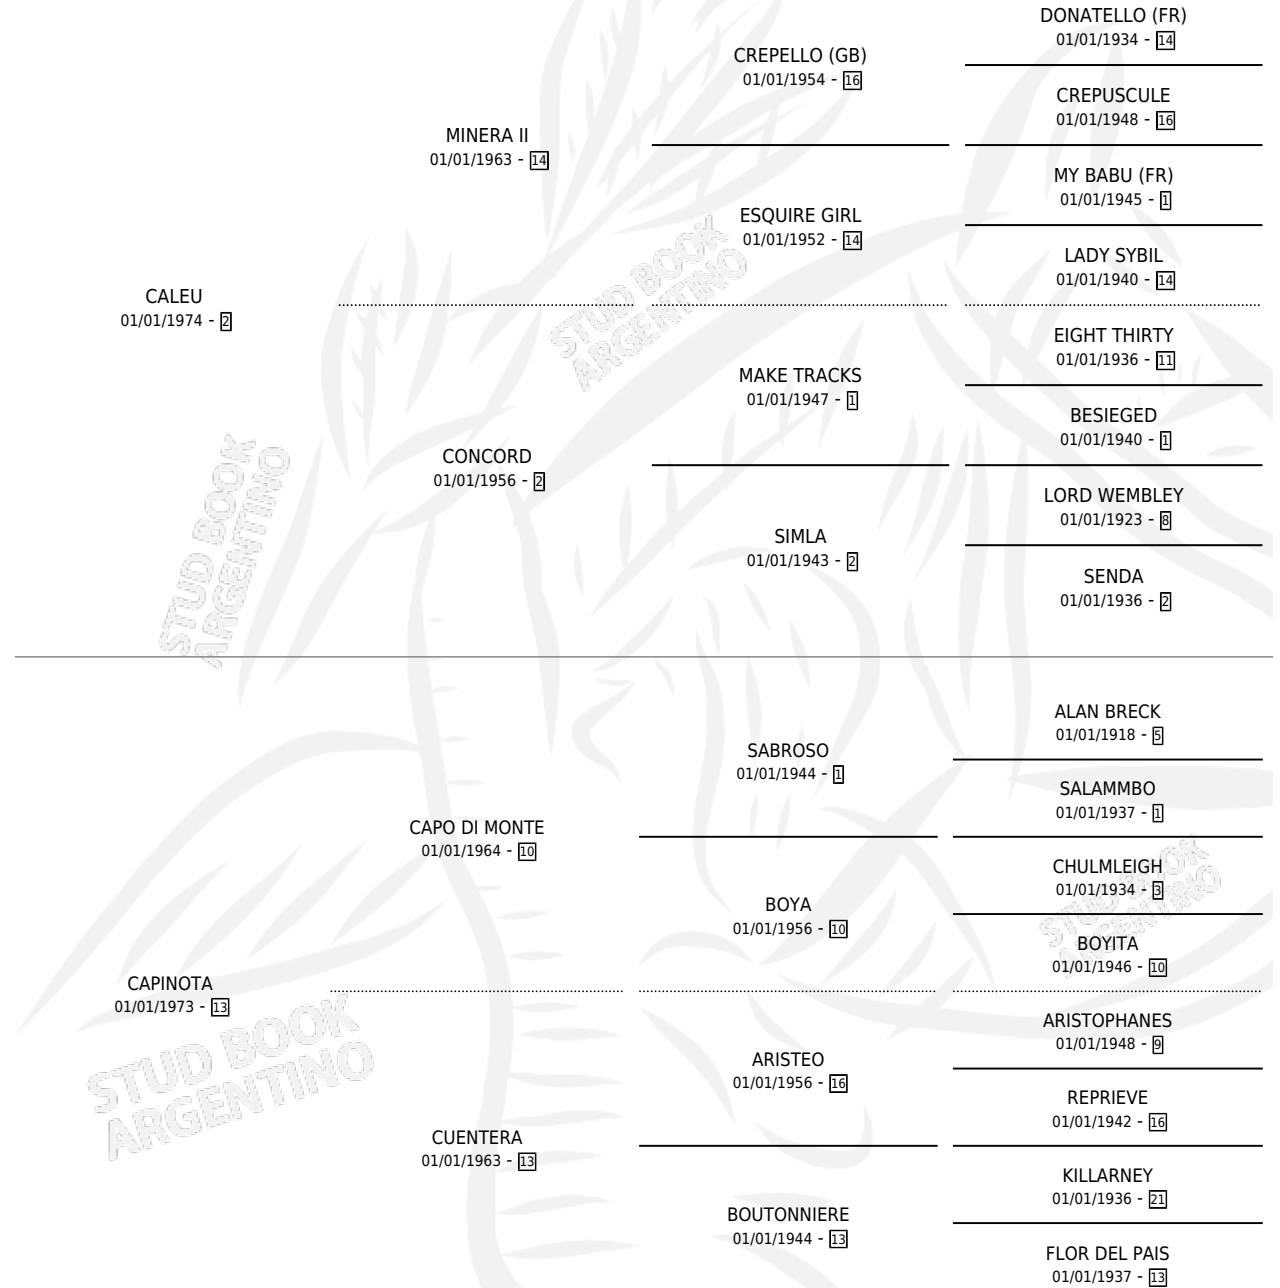 DONATELLO (FR)
01/01/1934 - 14
CREPELLO (GB)
01/01/1954 - 16
CREPUSCULE
01/01/1948 - 16
MINERA II
01/01/1963 - 14
MY BABU (FR)
01/01/1945 - 1
ESQUIRE GIRL
01/01/1952 - 14
LADY SYBIL
01/01/1940 - 14
CALEU
01/01/1974 - 2
STUD BOOK
ARGENTINO
EIGHT THIRTY
01/01/1936 - 11
MAKE TRACKS
01/01/1947 - 1
BESIEGED
01/01/1940 - 1
CONCORD
01/01/1956 - 2
LORD WEMBLEY
01/01/1923 - 8
SIMLA
01/01/1943 - 2
SENDA
01/01/1936 - 2
STUD BOOK
ARGENTINO
ALAN BRECK
01/01/1918 - 5
SABROSO
01/01/1944 - 1
SALAMMBO
01/01/1937 - 1
CAPO DI MONTE
01/01/1964 - 10
CHULMLEIGH
01/01/1934 - 3
BOYA
01/01/1956 - 10
BOYITA
01/01/1946 - 10
STUD BOOK
ARGENTINO
CAPINOTA
01/01/1973 - 13
ARISTOPHANES
01/01/1948 - 9
ARISTEO
01/01/1956 - 16
REPRIEVE
01/01/1942 - 16
STUD BOOK
ARGENTINO
CUENTERA
01/01/1963 - 13
KILLARNEY
01/01/1936 - 21
BOUTONNIERE
01/01/1944 - 13
FLOR DEL PAIS
01/01/1937 - 13